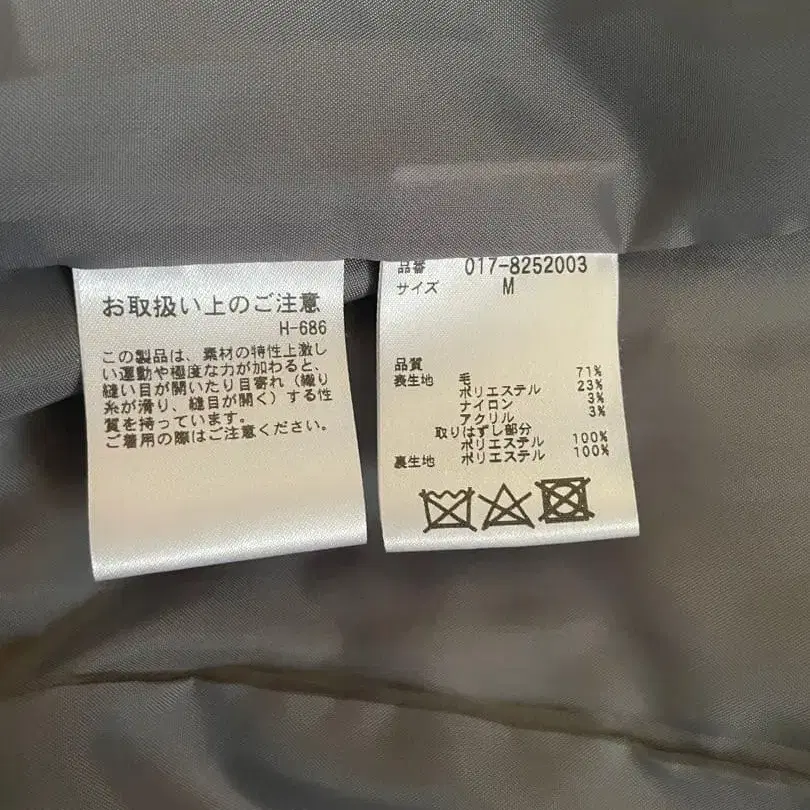 お取扱い上のご注意
H-686
この製品は、素材の特性上激し
い運動や極度な力が加わると、
縫い目が開いたり目寄れ（織り
糸が滑り、縫目が開く）する性
質を持っています。
ご着用の際はご注意ください。
品番 017-8252003
サイズ M
品質
表生地 毛 71%
ポリエステル 23%
ナイロン 3%
アクリル 3%
取りはずし部分
ポリエステル 100%
裏生地 ポリエステル 100%